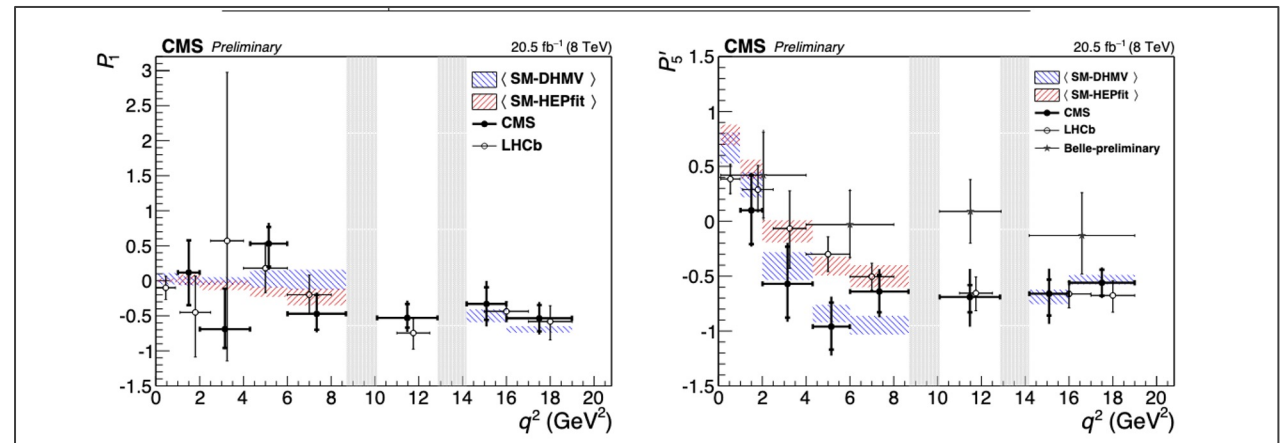 CMS Preliminary 20.5 fb⁻¹ (8 TeV)
P₁
3
2.5
2
1.5
1
0.5
0
-0.5
-1
-1.5
⟨ SM-DHMV ⟩
⟨ SM-HEPfit ⟩
CMS
LHCb
0 2 4 6 8 10 12 14 16 18 20
q² (GeV²)
CMS Preliminary 20.5 fb⁻¹ (8 TeV)
P₅′
1.5
1
0.5
0
-0.5
-1
-1.5
⟨ SM-DHMV ⟩
⟨ SM-HEPfit ⟩
CMS
LHCb
Belle-preliminary
0 2 4 6 8 10 12 14 16 18 20
q² (GeV²)